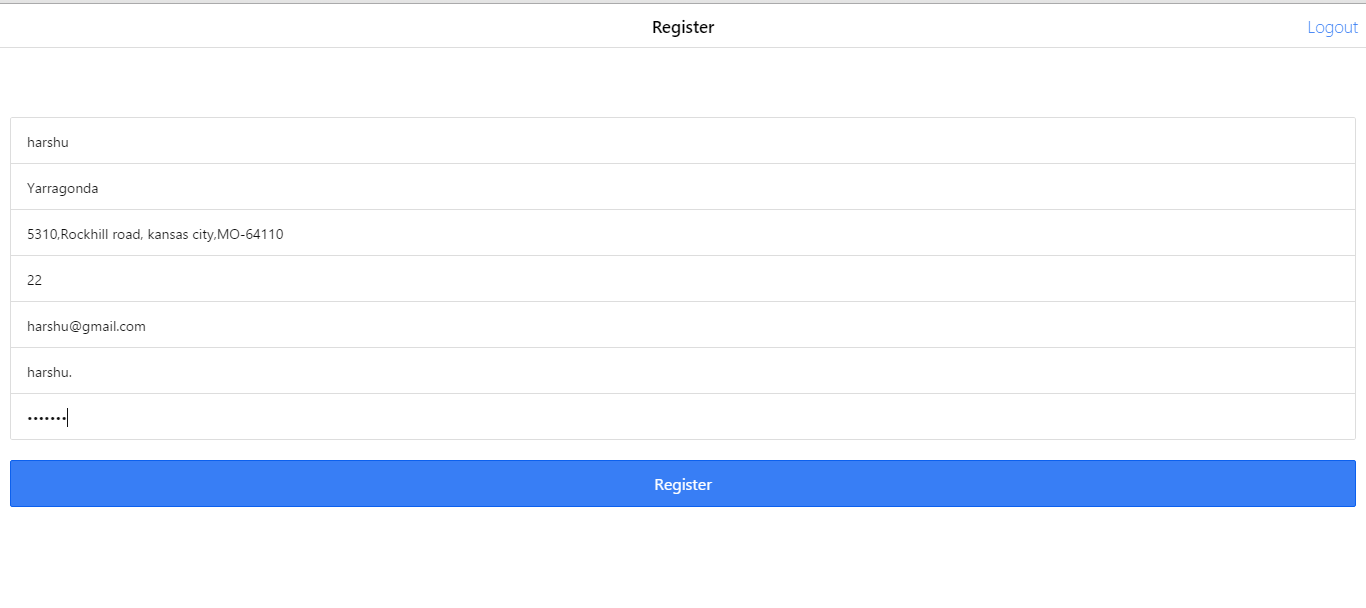 Register
Logout
harshu
Yarragonda
5310,Rockhill road, kansas city,MO-64110
22
harshu@gmail.com
harshu.
•••••••
Register